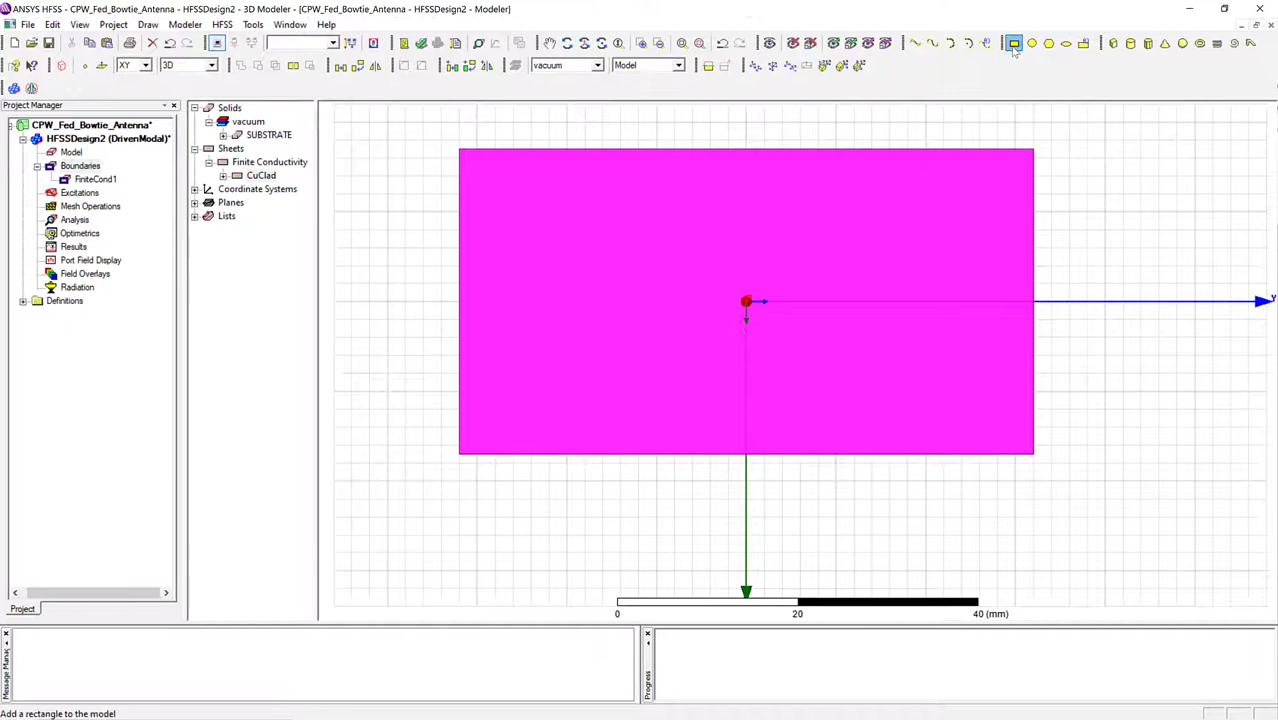 ANSYS HFSS - CPW_Fed_Bowtie_Antenna - HFSSDesign2 - 3D Modeler - [CPW_Fed_Bowtie_Antenna - HFSSDesign2 - Modeler]
File Edit View Project Draw Modeler HFSS Tools Window Help
XY 3D vacuum Model
Project Manager
CPW_Fed_Bowtie_Antenna*
HFSSDesign2 (DrivenModal)*
Model
Boundaries
FiniteCond1
Excitations
Mesh Operations
Analysis
Optimetrics
Results
Port Field Display
Field Overlays
Radiation
Definitions
Project
Solids
vacuum
SUBSTRATE
Sheets
Finite Conductivity
CuClad
Coordinate Systems
Planes
Lists
Y
0 20 40 (mm)
Progress
Add a rectangle to the model